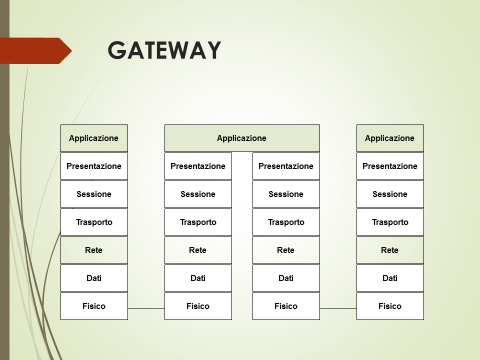 GATEWAY
Applicazione Applicazione Applicazione
Presentazione Presentazione Presentazione Presentazione
Sessione Sessione Sessione Sessione
Trasporto Trasporto Trasporto Trasporto
Rete Rete Rete Rete
Dati Dati Dati Dati
Fisico Fisico Fisico Fisico